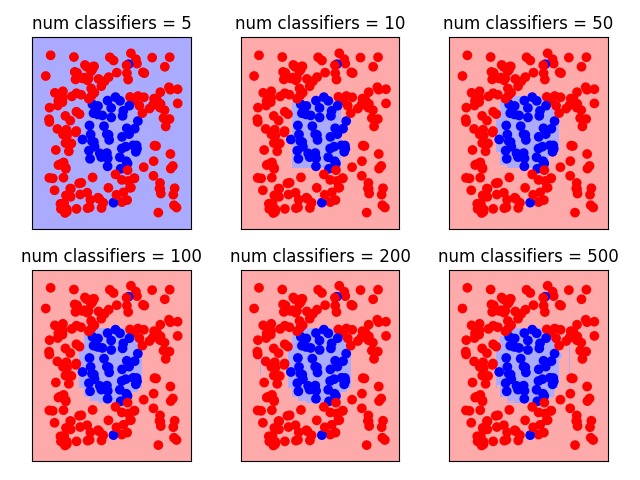 num classifiers = 5
num classifiers = 10
num classifiers = 50
num classifiers = 100
num classifiers = 200
num classifiers = 500